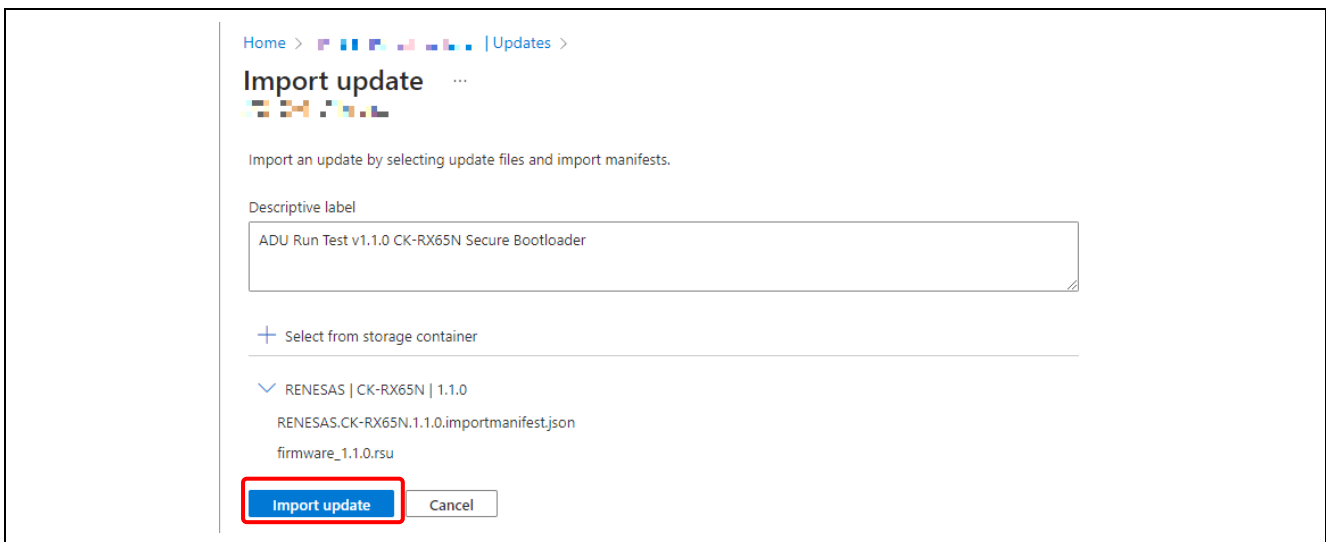 Home > | Updates >
Import update ...
Import an update by selecting update files and import manifests.
Descriptive label
ADU Run Test v1.1.0 CK-RX65N Secure Bootloader
+ Select from storage container
RENESAS | CK-RX65N | 1.1.0
RENESAS.CK-RX65N.1.1.0.importmanifest.json
firmware_1.1.0.rsu
Import update Cancel